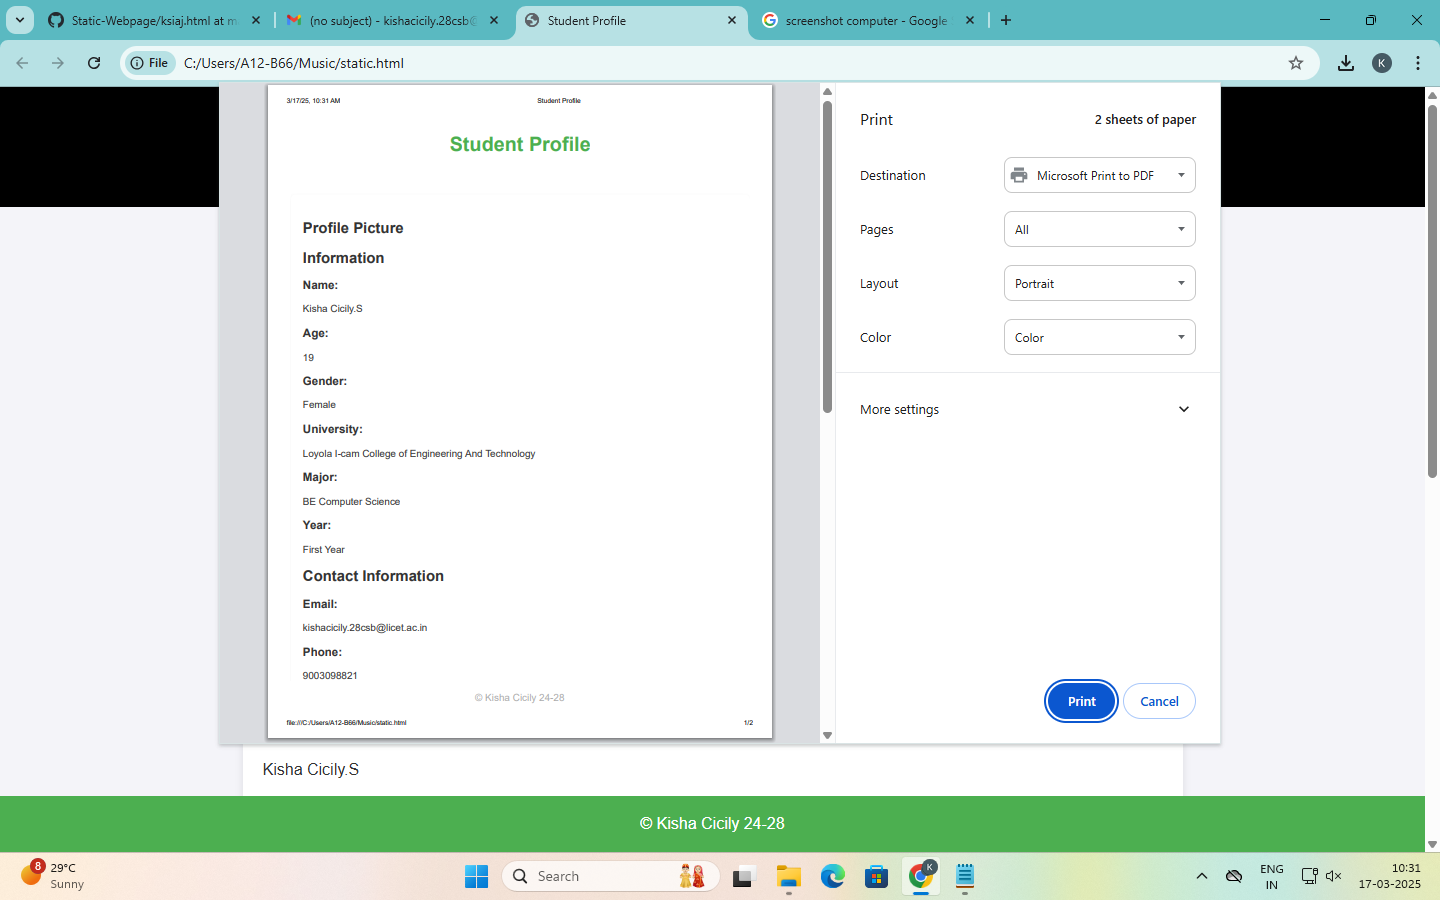 Static-Webpage/ksiaj.html at m
(no subject) - kishacicily.28csb@
Student Profile
screenshot computer - Google
File
C:/Users/A12-B66/Music/static.html
K
3/17/25, 10:31 AM
Student Profile
Student Profile
Profile Picture
Information
Name:
Kisha Cicily.S
Age:
19
Gender:
Female
University:
Loyola I-cam College of Engineering And Technology
Major:
BE Computer Science
Year:
First Year
Contact Information
Email:
kishacicily.28csb@licet.ac.in
Phone:
9003098821
© Kisha Cicily 24-28
file:///C:/Users/A12-B66/Music/static.html
1/2
Print
2 sheets of paper
Destination
Microsoft Print to PDF
Pages
All
Layout
Portrait
Color
Color
More settings
Print
Cancel
Kisha Cicily.S
© Kisha Cicily 24-28
8
29°C
Sunny
Search
K
ENG
IN
10:31
17-03-2025